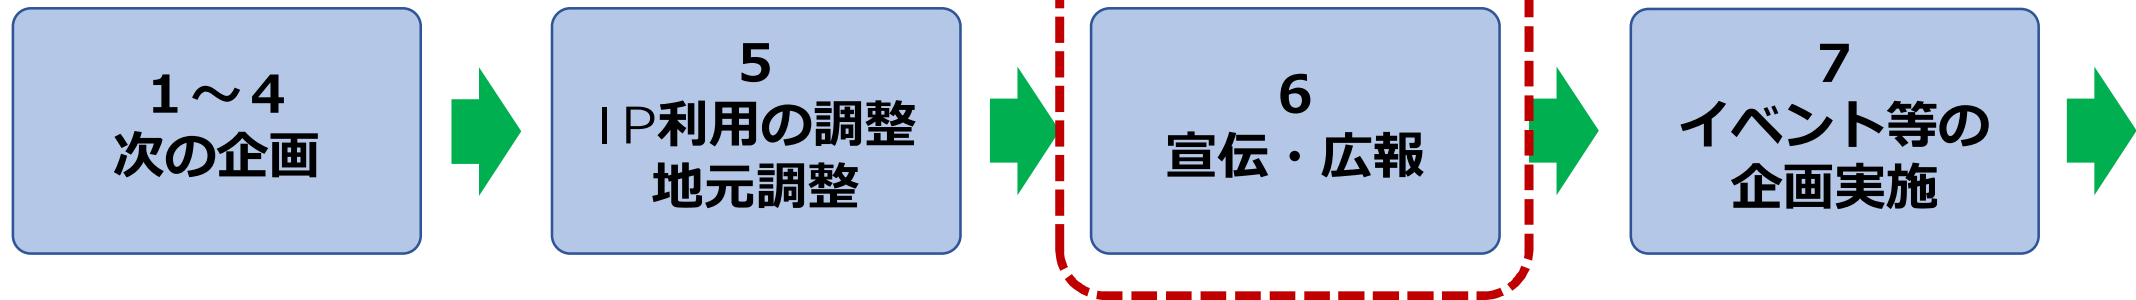 １～４
次の企画
5
ＩＰ利用の調整
地元調整
6
宣伝・広報
7
イベント等の
企画実施